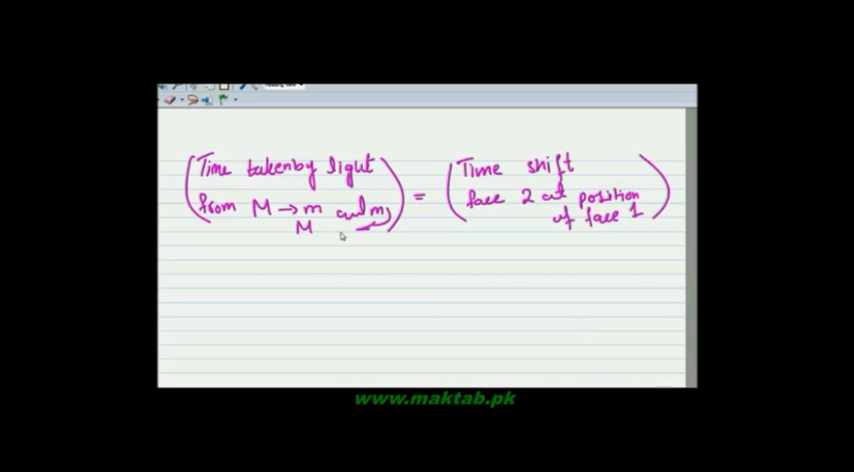 (Time taken by light
from M → m and m)
M
=
(Time shift
face 2 at position
of face 1)
www.maktab.pk